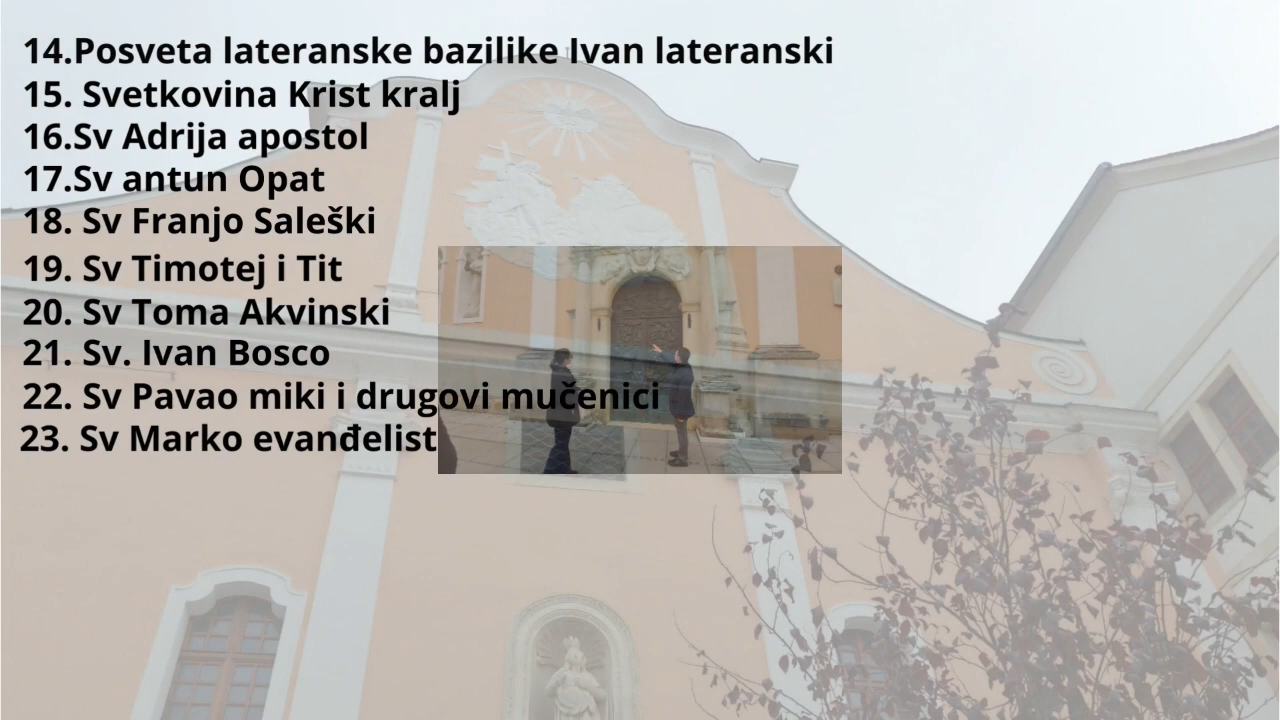 14.Posveta lateranske bazilike Ivan lateranski
15. Svetkovina Krist kralj
16.Sv Adrija apostol
17.Sv antun Opat
18. Sv Franjo Saleški
19. Sv Timotej i Tit
20. Sv Toma Akvinski
21. Sv. Ivan Bosco
22. Sv Pavao miki i drugovi mučenici
23. Sv Marko evanđelist